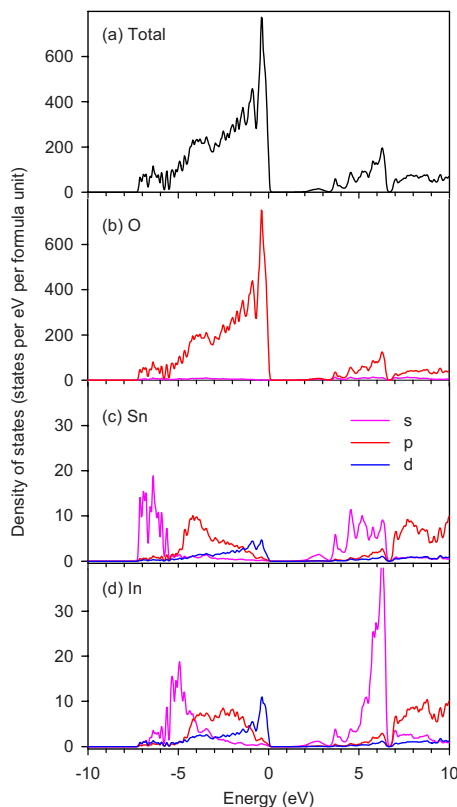 (a) Total
600
400
200
0
(b) O
600
400
200
0
(c) Sn
s
p
d
30
20
10
0
(d) In
30
20
10
0
-10 -5 0 5 10
Energy (eV)
Density of states (states per eV per formula unit)